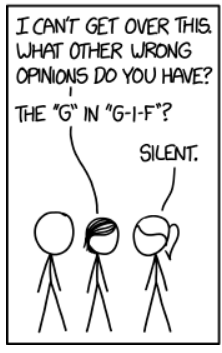 I CAN'T GET OVER THIS.
WHAT OTHER WRONG
OPINIONS DO YOU HAVE?
THE "G" IN "G-I-F"?
SILENT.